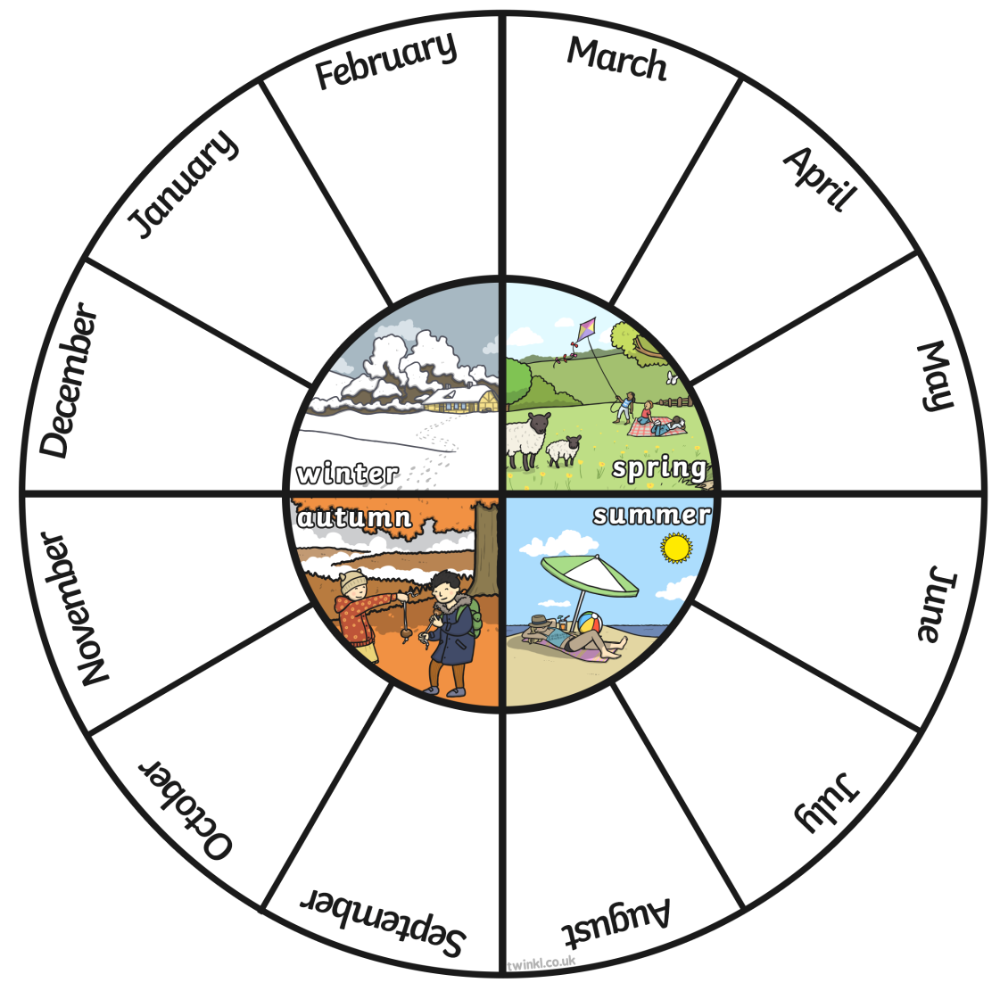 February
March
January
April
December
May
winter
spring
autumn
summer
November
June
October
July
September
August
twinkl.co.uk